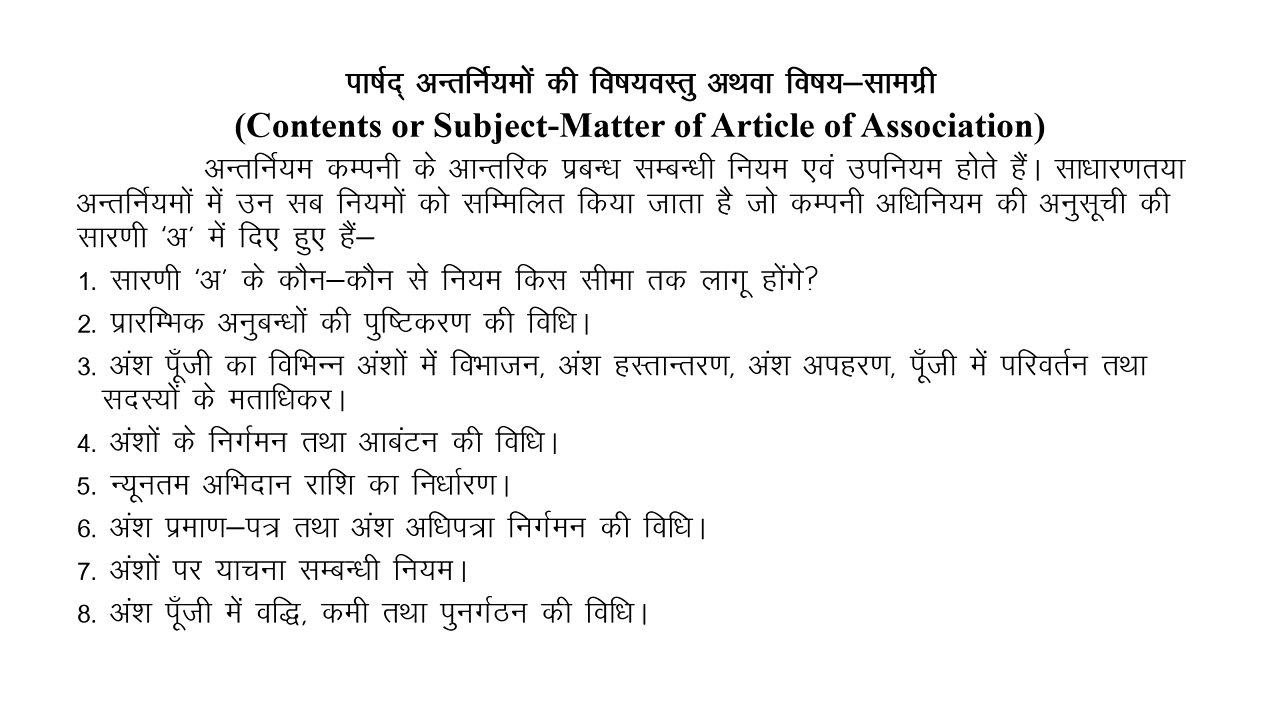 पार्षद् अन्तर्नियमों की विषयवस्तु अथवा विषय–सामग्री
(Contents or Subject-Matter of Article of Association)
अन्तर्नियम कम्पनी के आन्तरिक प्रबन्ध सम्बन्धी नियम एवं उपनियम होते हैं। साधारणतया
अन्तर्नियमों में उन सब नियमों को सम्मिलित किया जाता है जो कम्पनी अधिनियम की अनुसूची की
सारणी ‘अ’ में दिए हुए हैं–
1. सारणी ‘अ’ के कौन–कौन से नियम किस सीमा तक लागू होंगे?
2. प्रारम्भिक अनुबन्धों की पुष्टिकरण की विधि।
3. अंश पूँजी का विभिन्न अंशों में विभाजन, अंश हस्तान्तरण, अंश अपहरण, पूँजी में परिवर्तन तथा
सदस्यों के मताधिकर।
4. अंशों के निर्गमन तथा आबंटन की विधि।
5. न्यूनतम अभिदान राशि का निर्धारण।
6. अंश प्रमाण–पत्र तथा अंश अधिपत्रा निर्गमन की विधि।
7. अंशों पर याचना सम्बन्धी नियम।
8. अंश पूँजी में वद्धि, कमी तथा पुनर्गठन की विधि।